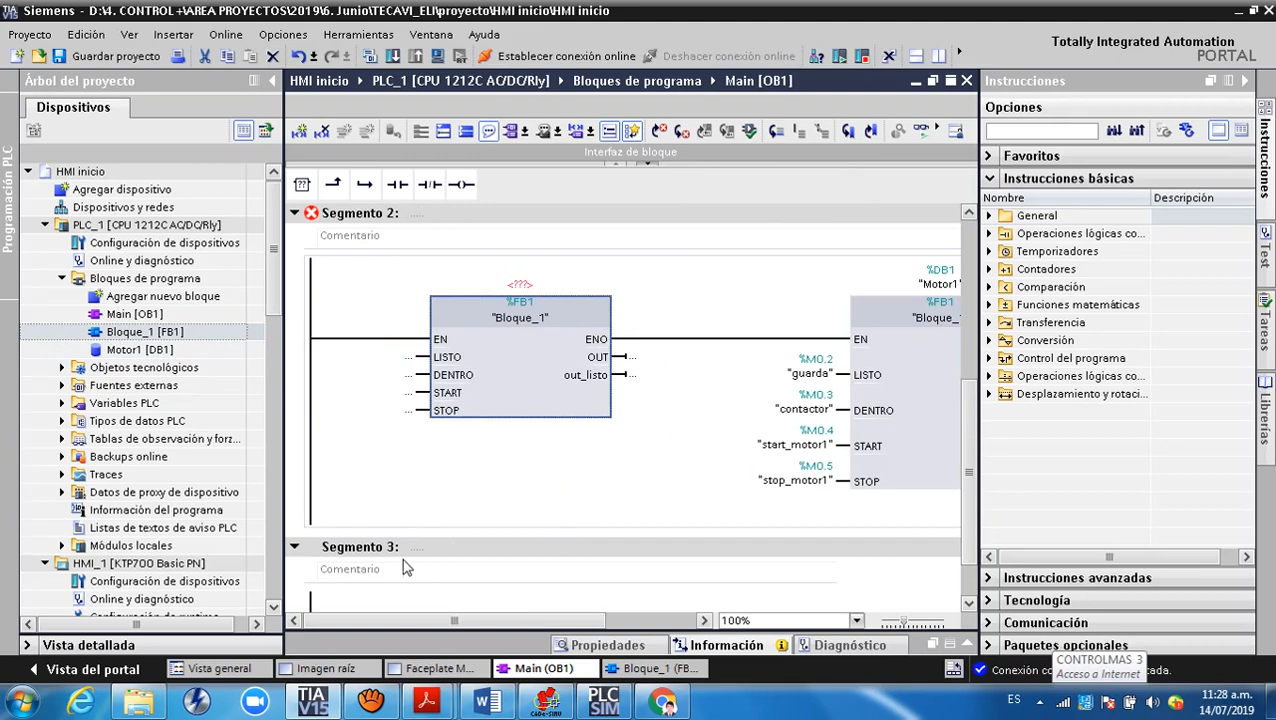 Siemens - D:\4. CONTROL +\AREA PROYECTOS\2019\6. Junio\TECAVI_ELI\proyecto\HMI inicio\HMI inicio
Proyecto Edición Ver Insertar Online Opciones Herramientas Ventana Ayuda
Totally Integrated Automation
PORTAL
Guardar proyecto Establecer conexión online Deshacer conexión online
Árbol del proyecto
HMI inicio PLC_1 [CPU 1212C AC/DC/Rly] Bloques de programa Main [OB1]
Instrucciones
Dispositivos
Opciones
Interfaz de bloque
Programación PLC
HMI inicio
Agregar dispositivo
Dispositivos y redes
PLC_1 [CPU 1212C AC/DC/Rly]
Configuración de dispositivos
Online y diagnóstico
Bloques de programa
Agregar nuevo bloque
Main [OB1]
Bloque_1 [FB1]
Motor1 [DB1]
Objetos tecnológicos
Fuentes externas
Variables PLC
Tipos de datos PLC
Tablas de observación y forz...
Backups online
Traces
Datos de proxy de dispositivo
Información del programa
Listas de textos de aviso PLC
Módulos locales
HMI_1 [KTP700 Basic PN]
Configuración de dispositivos
Online y diagnóstico
Vista detallada
Segmento 2: .....
Comentario
<???>
%FB1
"Bloque_1"
EN ENO
LISTO OUT
DENTRO out_listo
START
STOP
%DB1
"Motor1"
%FB1
"Bloque_
EN
%M0.2
"guarda" LISTO
%M0.3
"contactor" DENTRO
%M0.4
"start_motor1" START
%M0.5
"stop_motor1" STOP
Segmento 3: .....
Comentario
100%
Propiedades Información Diagnóstico
Favoritos
Instrucciones básicas
Nombre Descripción
General
Operaciones lógicas co...
Temporizadores
Contadores
Comparación
Funciones matemáticas
Transferencia
Conversión
Control del programa
Operaciones lógicas co...
Desplazamiento y rotaci...
Instrucciones avanzadas
Tecnología
Comunicación
Paquetes opcionales
Instrucciones
Test
Tareas
Librerías
Vista del portal Vista general Imagen raíz Faceplate M... Main (OB1) Bloque_1 (FB...
CONTROLMAS 3
Acceso a Internet
TIA
V15
PLC
SIM
ES
11:28 a.m.
14/07/2019